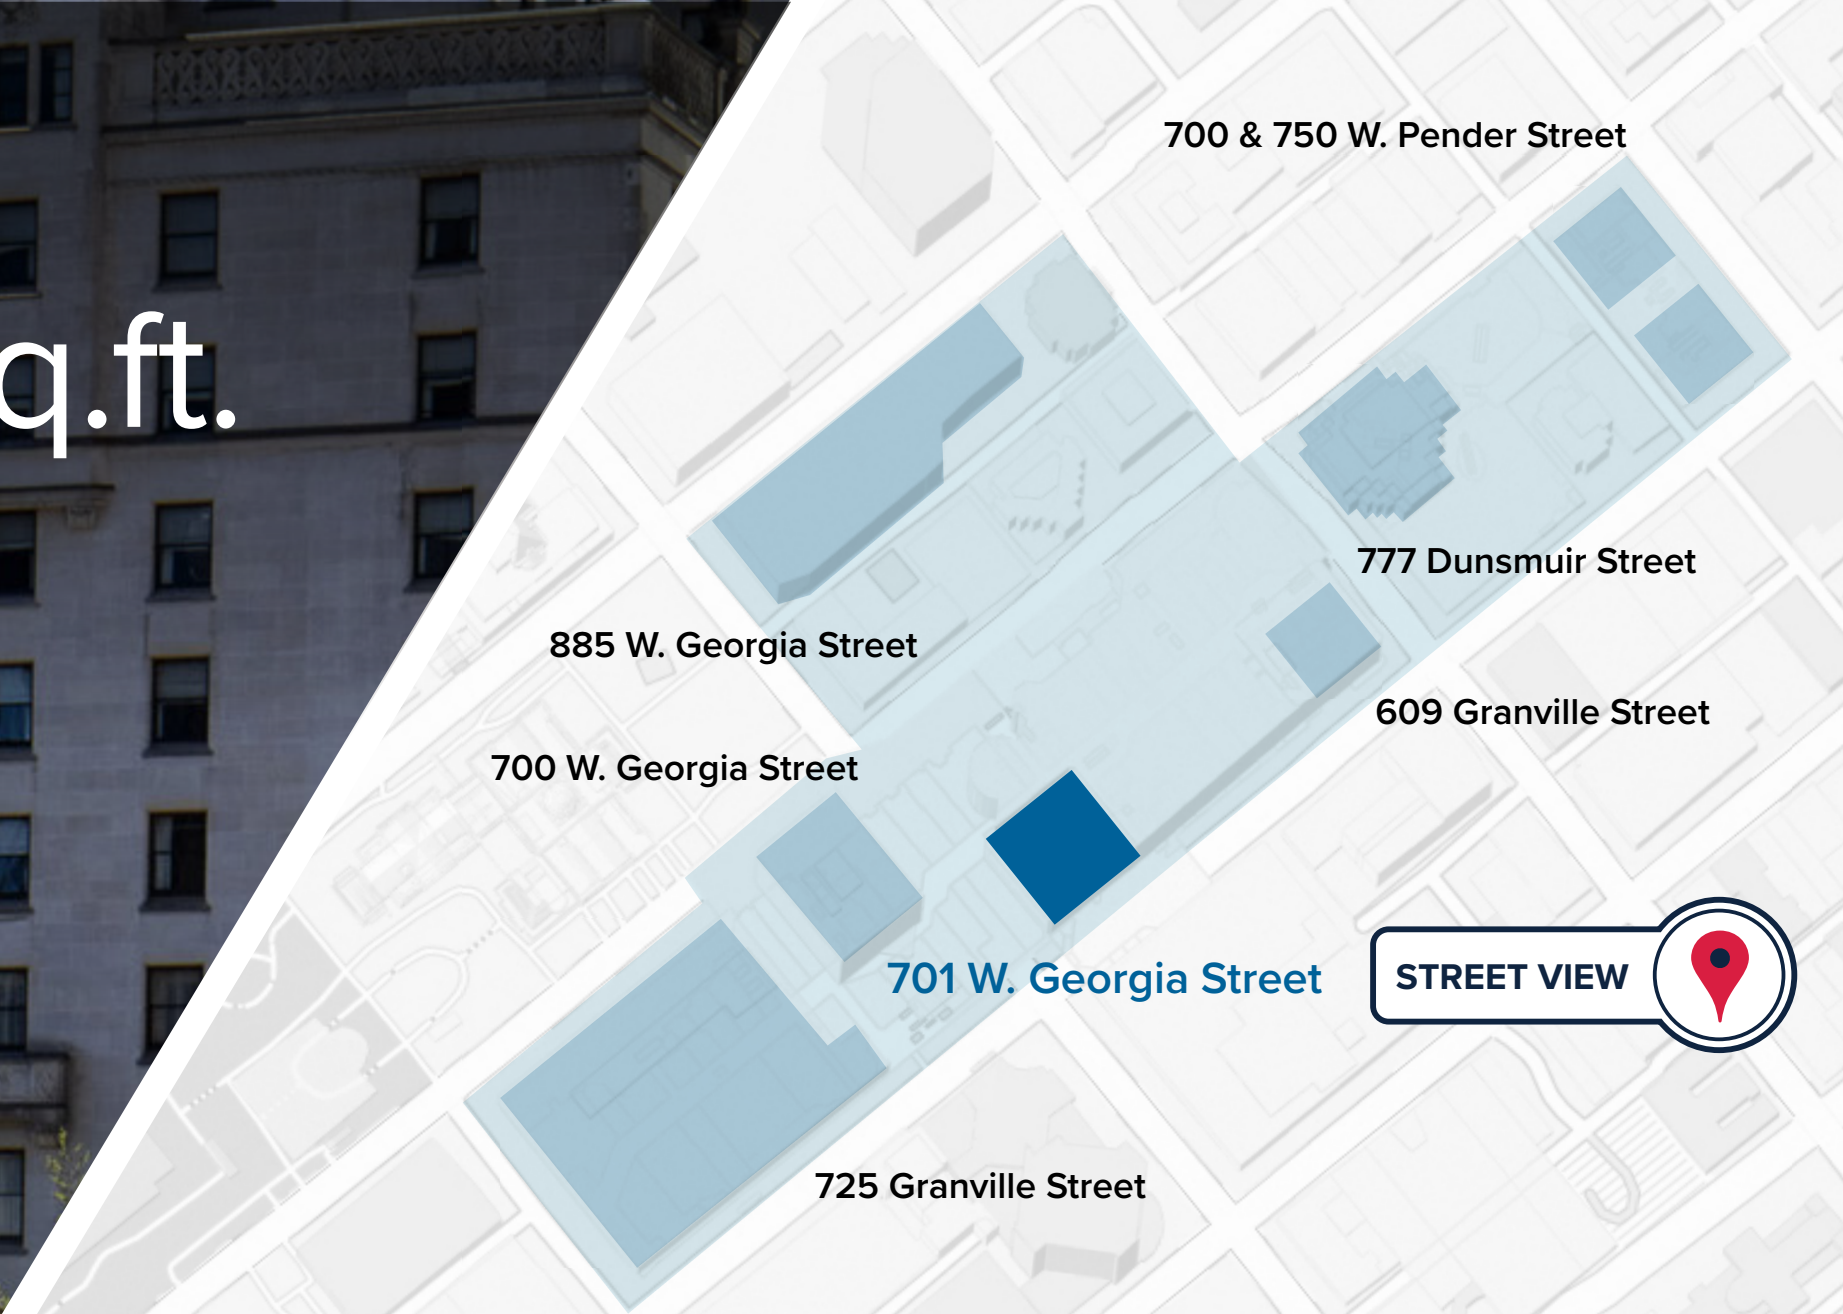 q.ft.
700 & 750 W. Pender Street
777 Dunsmuir Street
885 W. Georgia Street
609 Granville Street
700 W. Georgia Street
701 W. Georgia Street
STREET VIEW
725 Granville Street